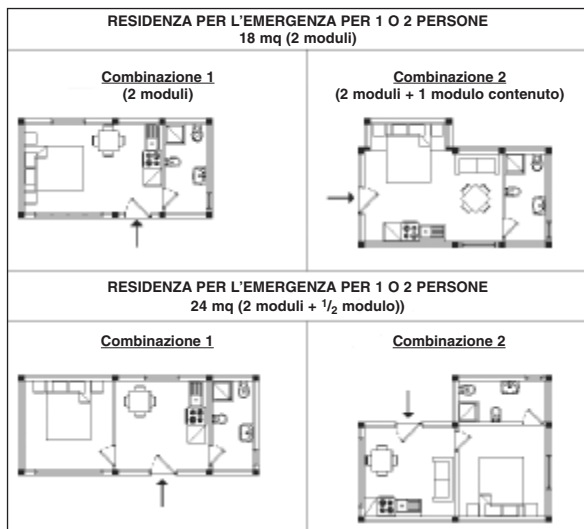 RESIDENZA PER L’EMERGENZA PER 1 O 2 PERSONE
18 mq (2 moduli)
Combinazione 1
(2 moduli)
Combinazione 2
(2 moduli + 1 modulo contenuto)
RESIDENZA PER L’EMERGENZA PER 1 O 2 PERSONE
24 mq (2 moduli + 1/2 modulo))
Combinazione 1
Combinazione 2